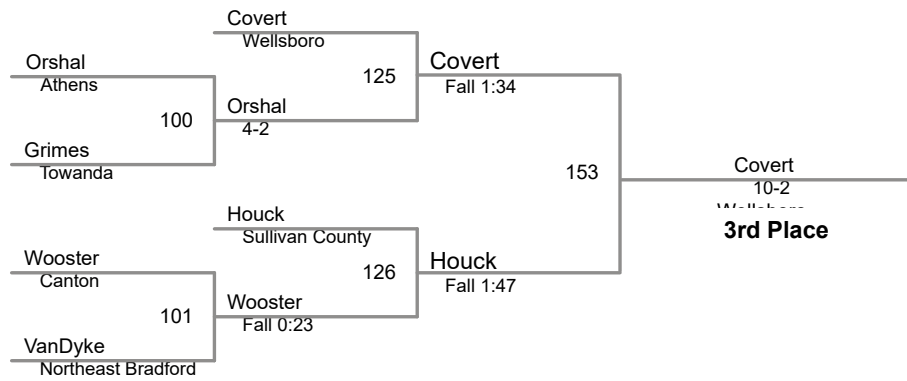 Covert
Wellsboro
Orshal
Athens
125
Covert
Fall 1:34
100
Orshal
4-2
Grimes
Towanda
153
Covert
10-2
Wellsboro
3rd Place
Houck
Sullivan County
Wooster
Canton
126
Houck
Fall 1:47
101
Wooster
Fall 0:23
VanDyke
Northeast Bradford